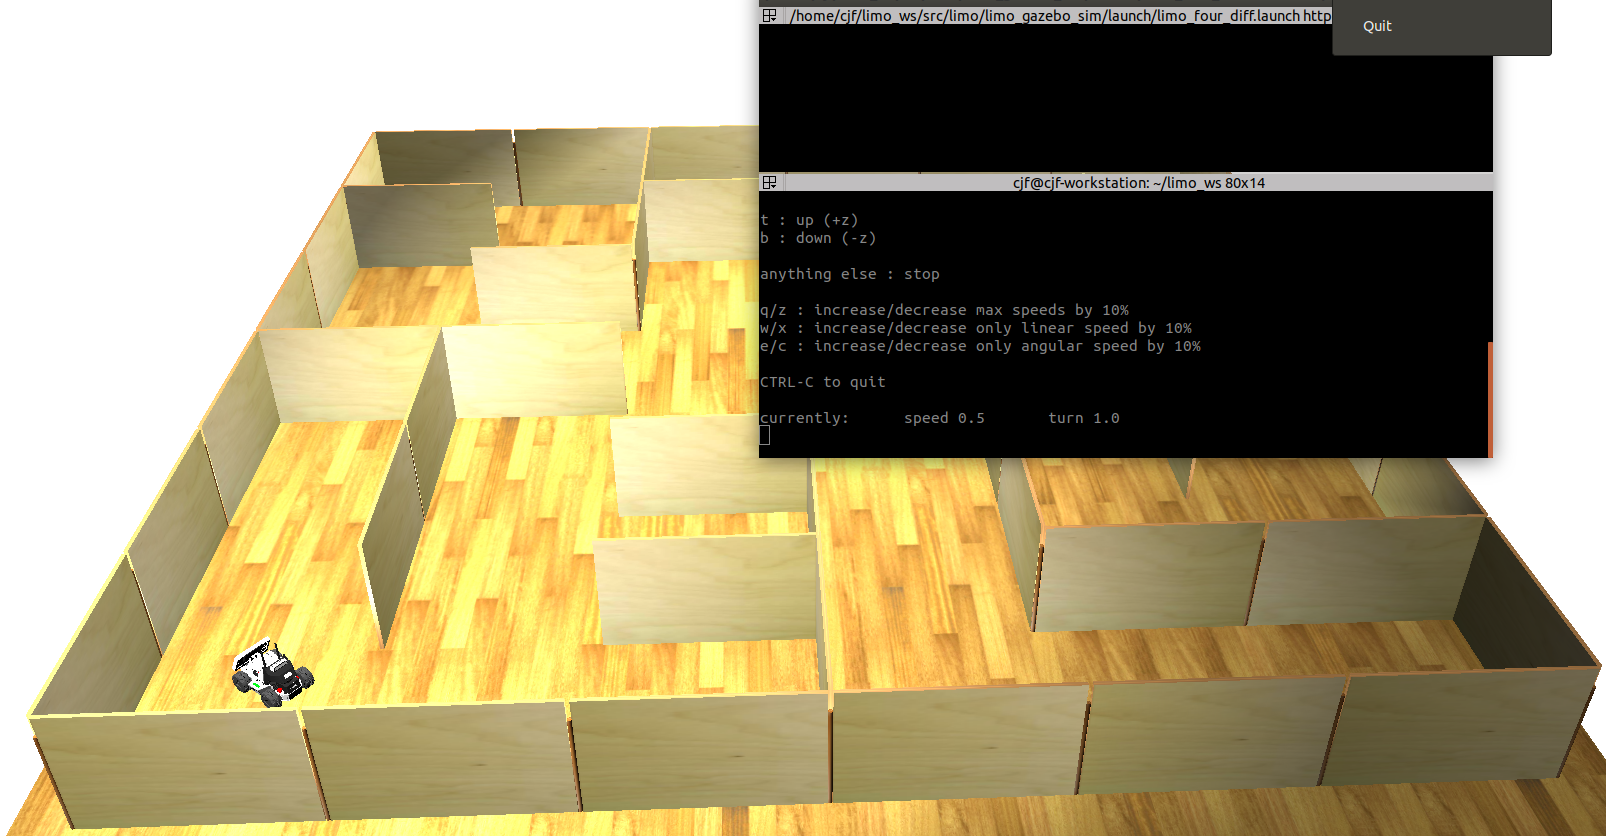 /home/cjf/limo_ws/src/limo/limo_gazebo_sim/launch/limo_four_diff.launch http
Quit
cjf@cjf-workstation: ~/limo_ws 80x14
t : up (+z)
b : down (-z)
anything else : stop
q/z : increase/decrease max speeds by 10%
w/x : increase/decrease only linear speed by 10%
e/c : increase/decrease only angular speed by 10%
CTRL-C to quit
currently: speed 0.5 turn 1.0